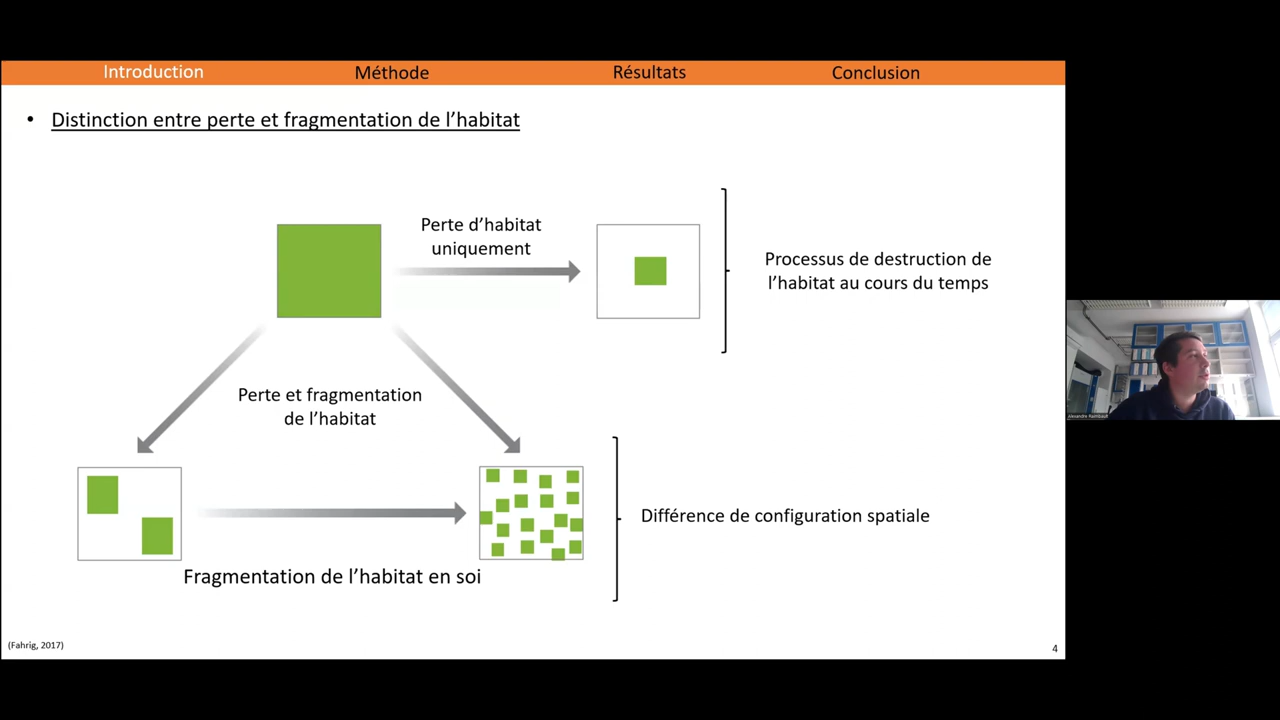 Introduction
Méthode
Résultats
Conclusion
• Distinction entre perte et fragmentation de l’habitat
Perte d’habitat
uniquement
Processus de destruction de
l’habitat au cours du temps
Perte et fragmentation
de l’habitat
Différence de configuration spatiale
Fragmentation de l’habitat en soi
(Fahrig, 2017)
4
Alexandre Rambault